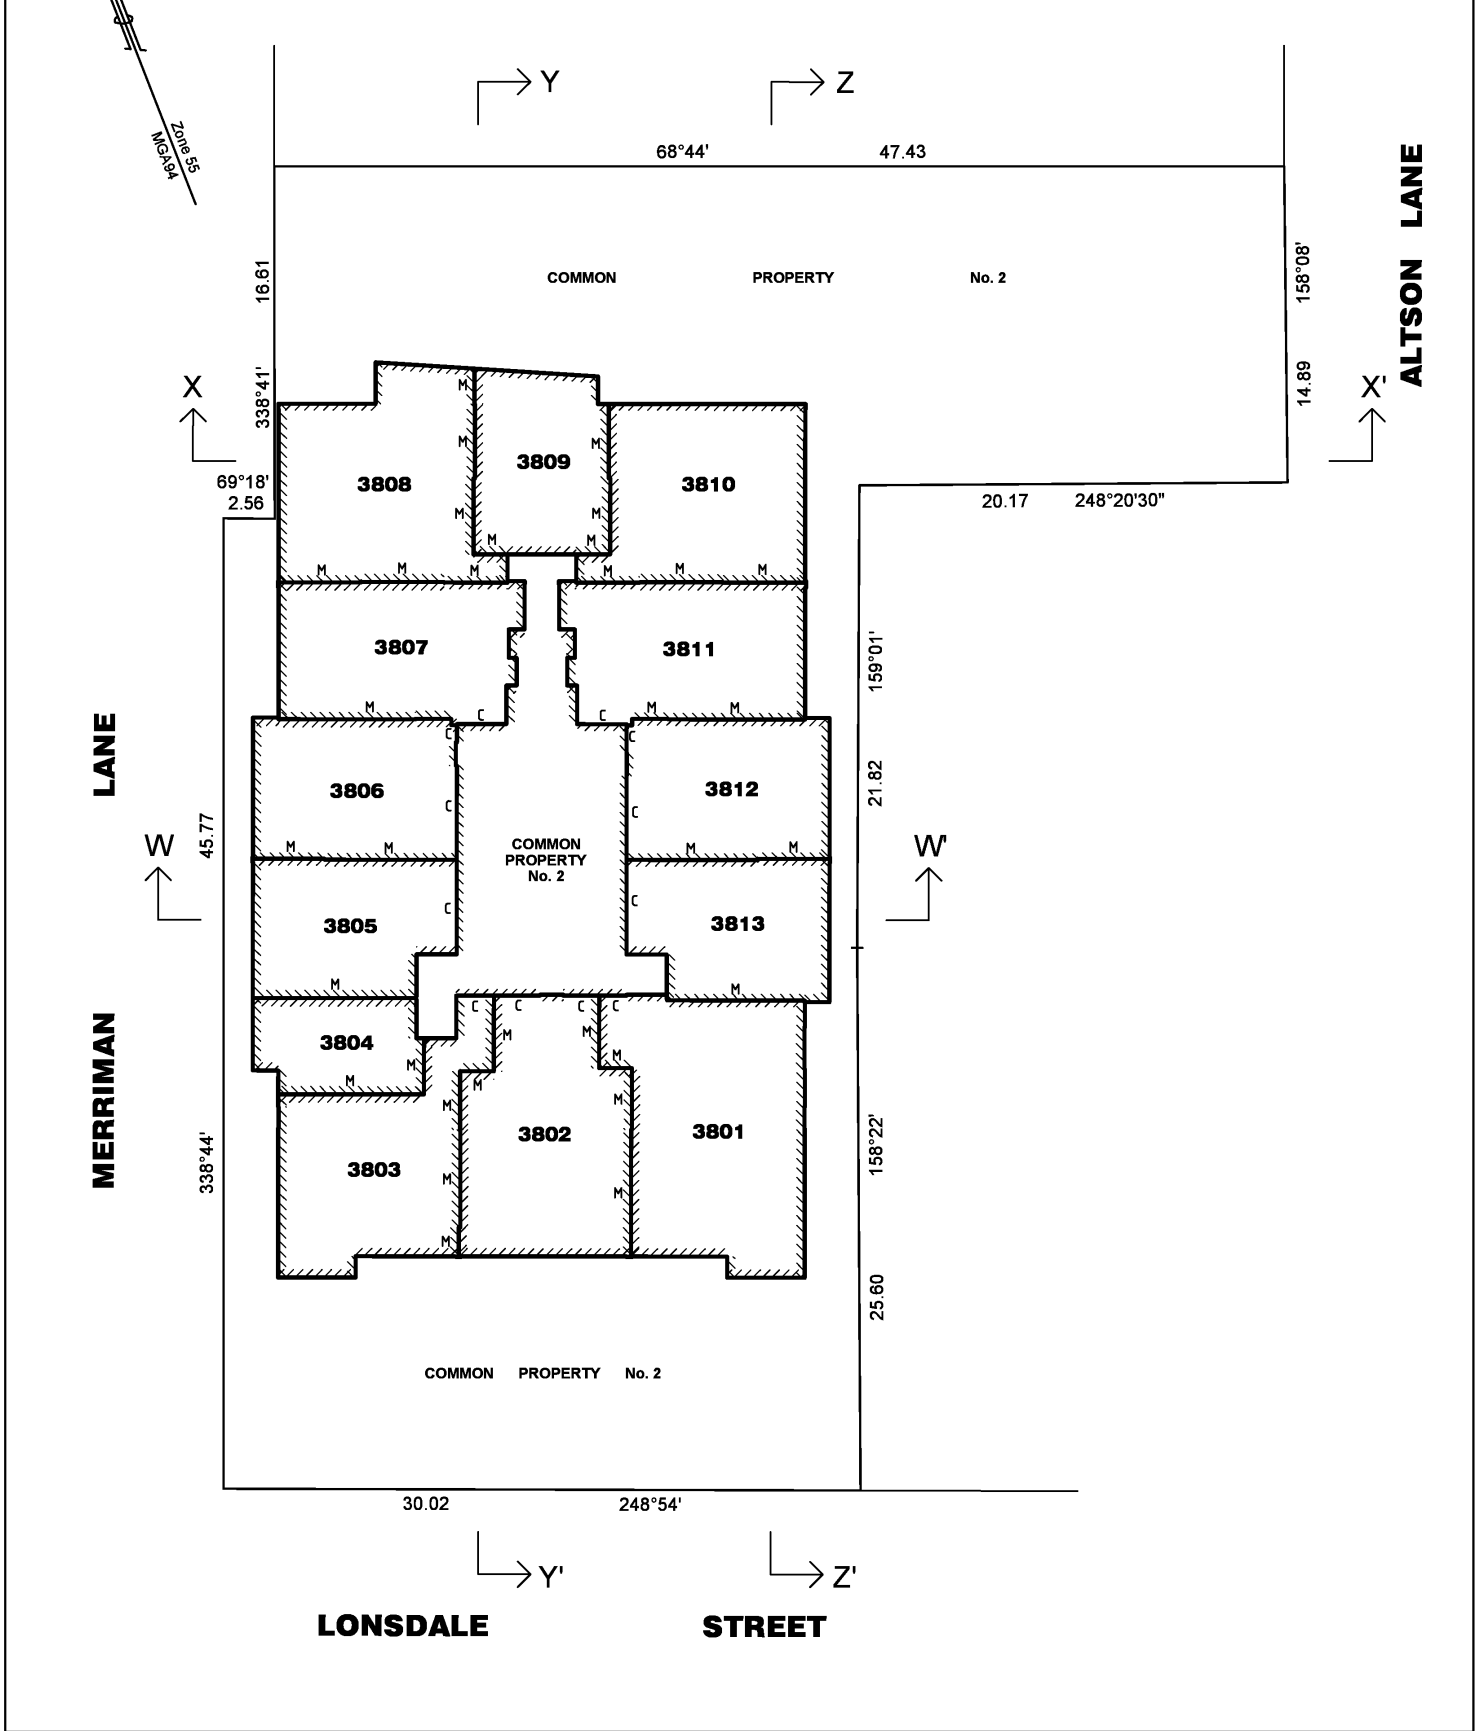 Zone 55
MGA94
Y
Z
68°44'
47.43
ALTSON LANE
16.61
338°41'
COMMON PROPERTY No. 2
158°08'
14.89
X
X'
69°18'
2.56
20.17
248°20'30"
3808
3809
3810
M
M
M
M
M
M
M
M
M
M
M
M
M
3807
3811
159°01'
M
C
C
M
M
C
C
3806
3812
21.82
C
C
M
M
M
M
MERRIMAN LANE
45.77
338°44'
W
W'
COMMON
PROPERTY
No. 2
3805
3813
C
C
M
M
3804
C
C
C
C
M
M
M
M
M
M
3803
3802
3801
M
M
M
M
M
158°22'
25.60
COMMON PROPERTY No. 2
30.02
248°54'
Y'
Z'
LONSDALE STREET